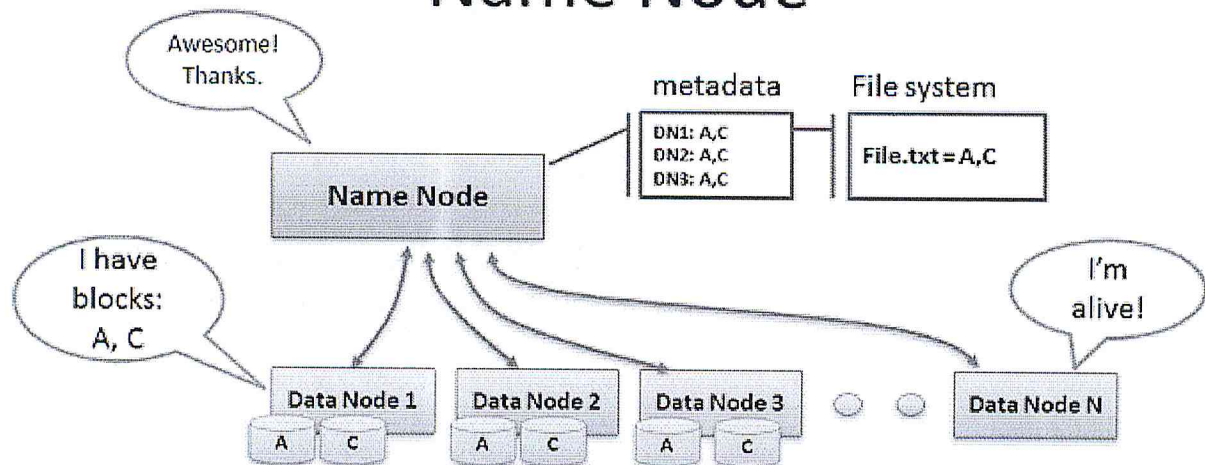 Name Node
Awesome!
Thanks.
metadata
File system
DN1: A,C
DN2: A,C
DN3: A,C
File.txt = A,C
Name Node
I have
blocks:
A, C
I'm
alive!
Data Node 1
Data Node 2
Data Node 3
Data Node N
A
C
A
C
A
C